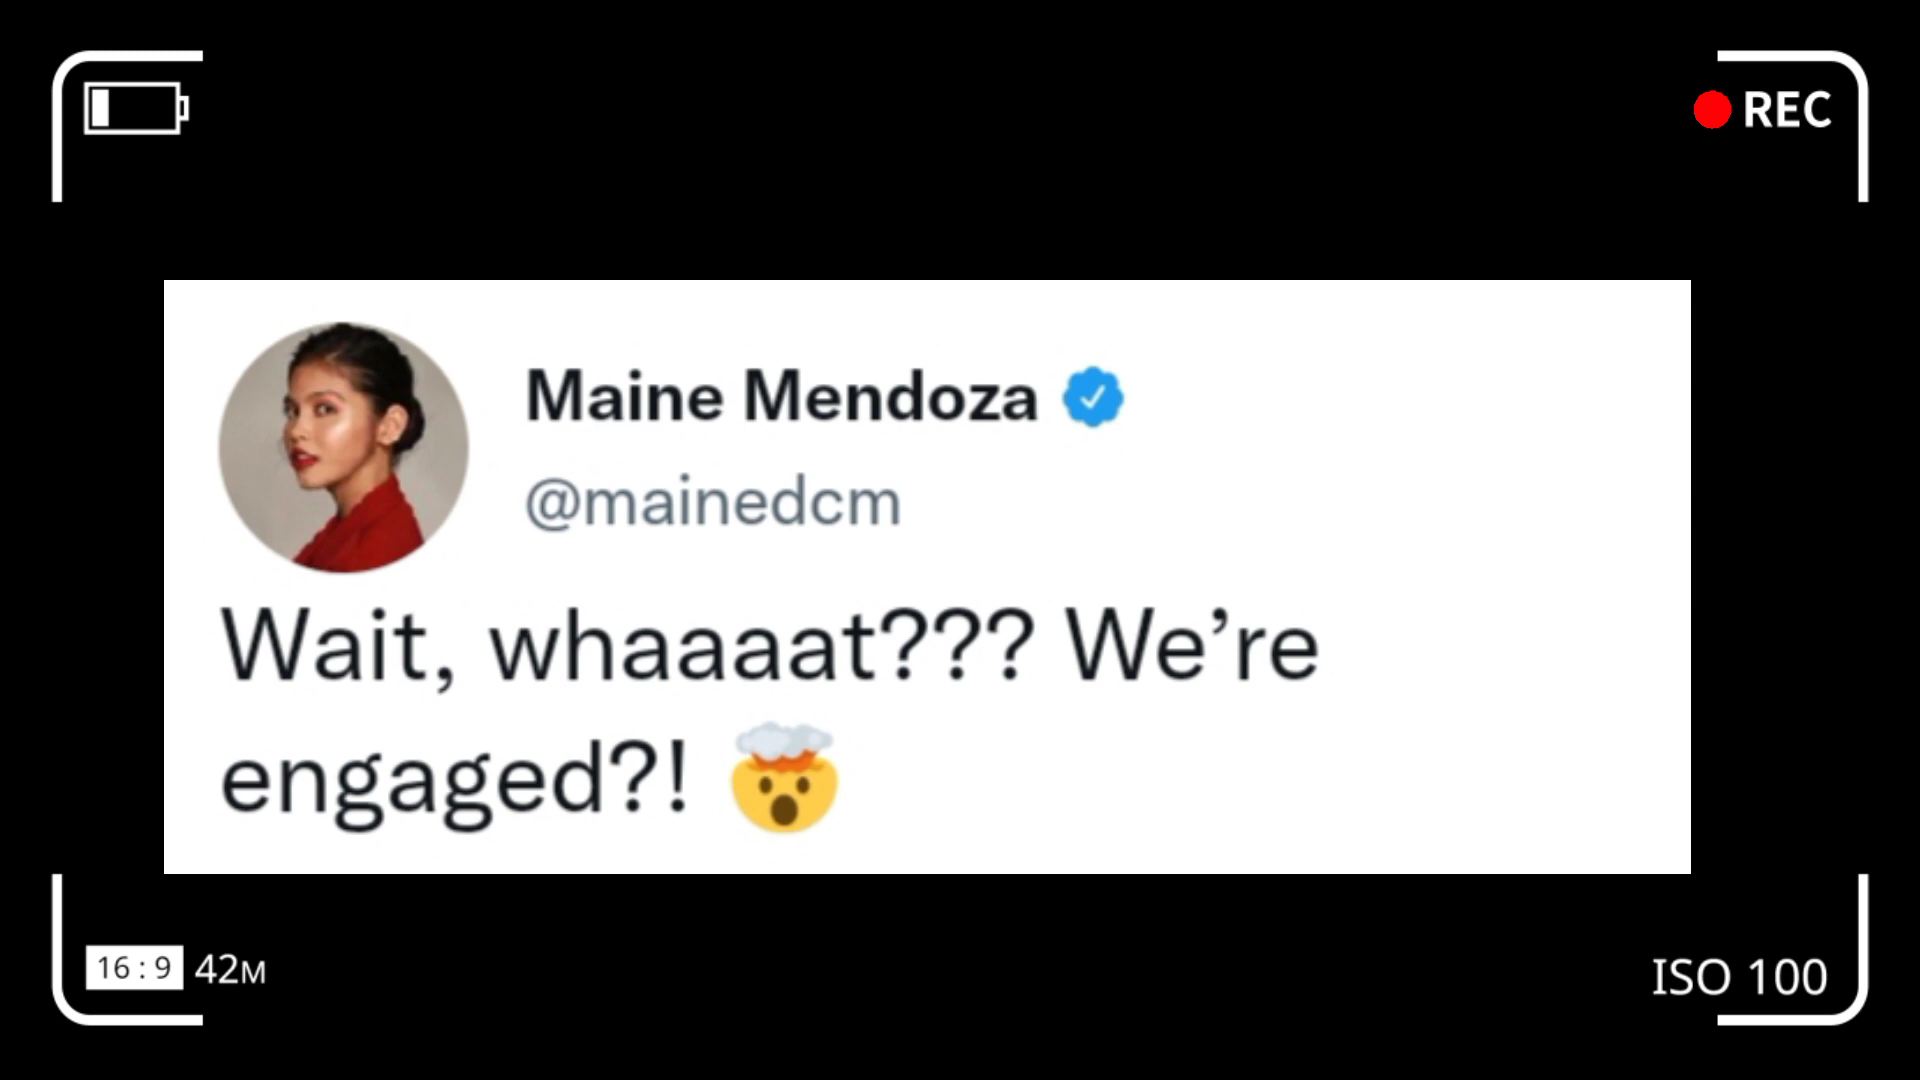 REC
Maine Mendoza
@mainedcm
Wait, whaaaat??? We’re
engaged?! 🤯
16 : 9 42M
ISO 100